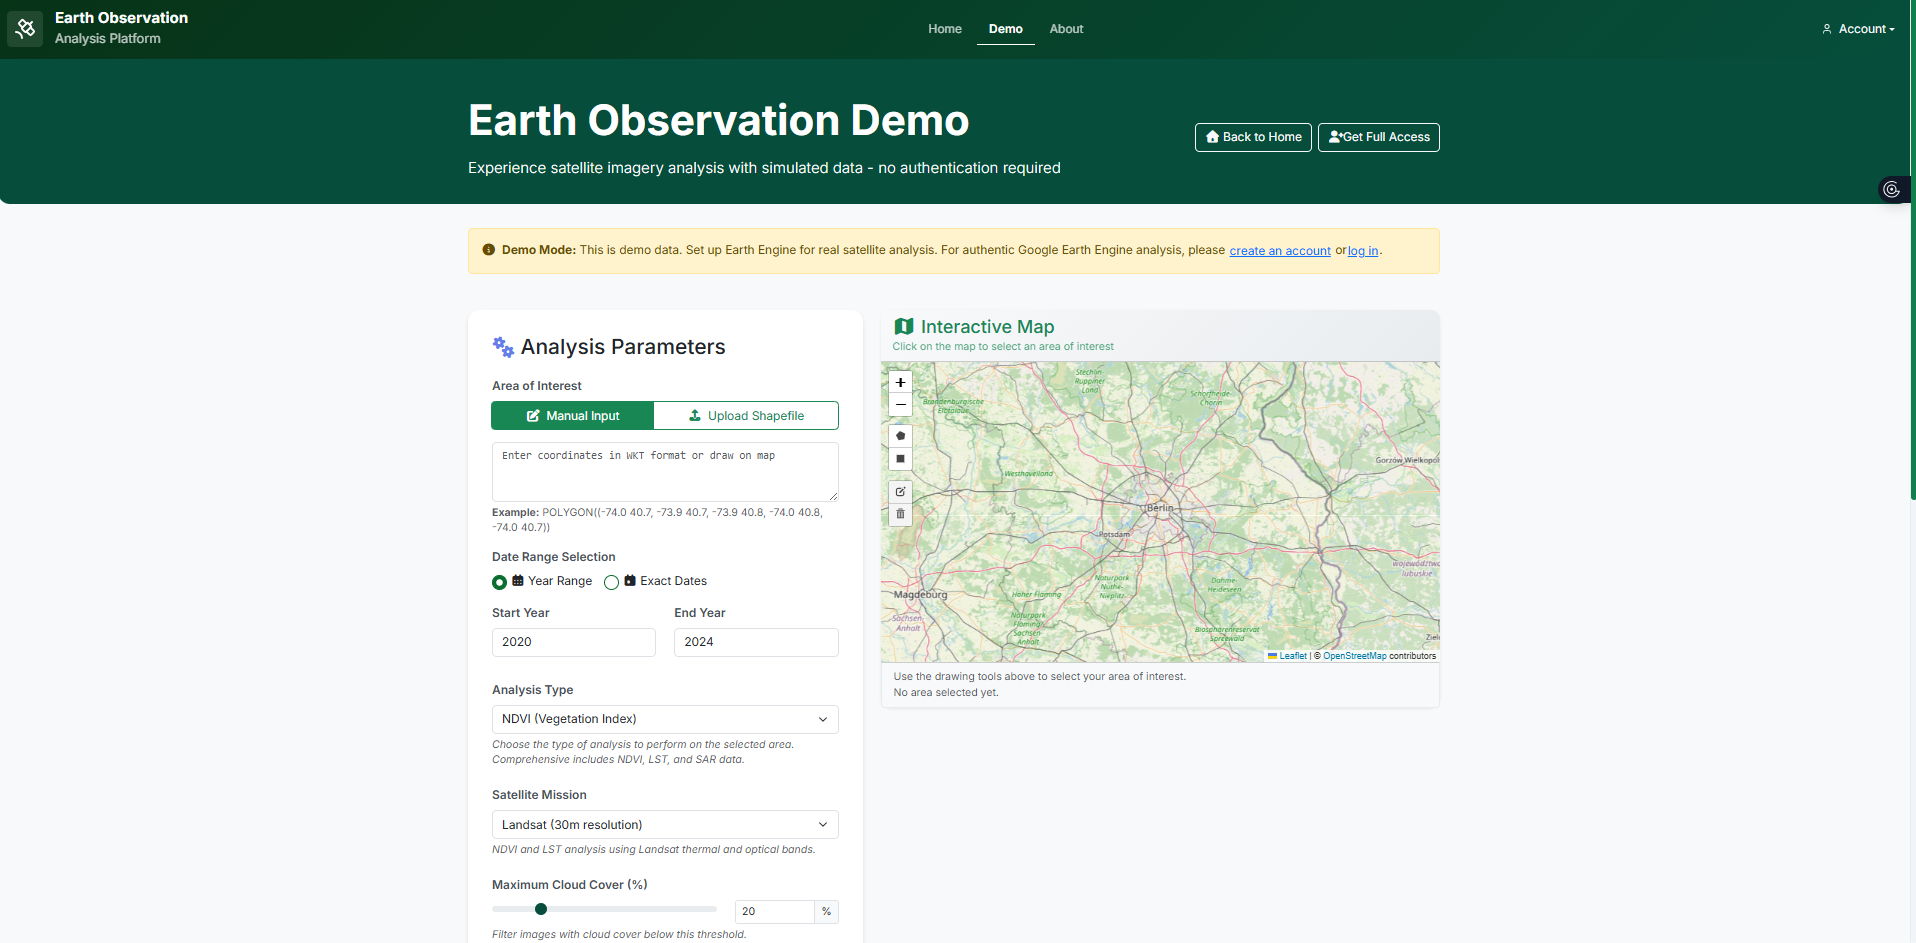 Earth Observation
Analysis Platform
Home
Demo
About
Account
Earth Observation Demo
Back to Home
Get Full Access
Experience satellite imagery analysis with simulated data - no authentication required
Demo Mode: This is demo data. Set up Earth Engine for real satellite analysis. For authentic Google Earth Engine analysis, please create an account or log in.
Analysis Parameters
Area of Interest
Manual Input
Upload Shapefile
Enter coordinates in WKT format or draw on map
Example: POLYGON((-74.0 40.7, -73.9 40.7, -73.9 40.8, -74.0 40.8,
-74.0 40.7))
Date Range Selection
Year Range
Exact Dates
Start Year
End Year
2020
2024
Analysis Type
NDVI (Vegetation Index)
Choose the type of analysis to perform on the selected area.
Comprehensive includes NDVI, LST, and SAR data.
Satellite Mission
Landsat (30m resolution)
NDVI and LST analysis using Landsat thermal and optical bands.
Maximum Cloud Cover (%)
20
%
Filter images with cloud cover below this threshold.
Interactive Map
Click on the map to select an area of interest
+
−
Stechlin
Ruppiner
Land
Brandenburgische
Elbtalaue
Schorfheide
Chorin
Gorzów Wielkopol
Westhavelland
Berlin
Potsdam
województwo
lubuskie
Magdeburg
Sachsen-
Anhalt
Hoher Fläming
Naturpark
Nuthe-
Nieplitz
Dahme-
Heideseen
Naturpark
Fläming
Sachsen
Anhalt
Biosphärenreservat
Spreewald
Ziel
Leaflet | © OpenStreetMap contributors
Use the drawing tools above to select your area of interest.
No area selected yet.